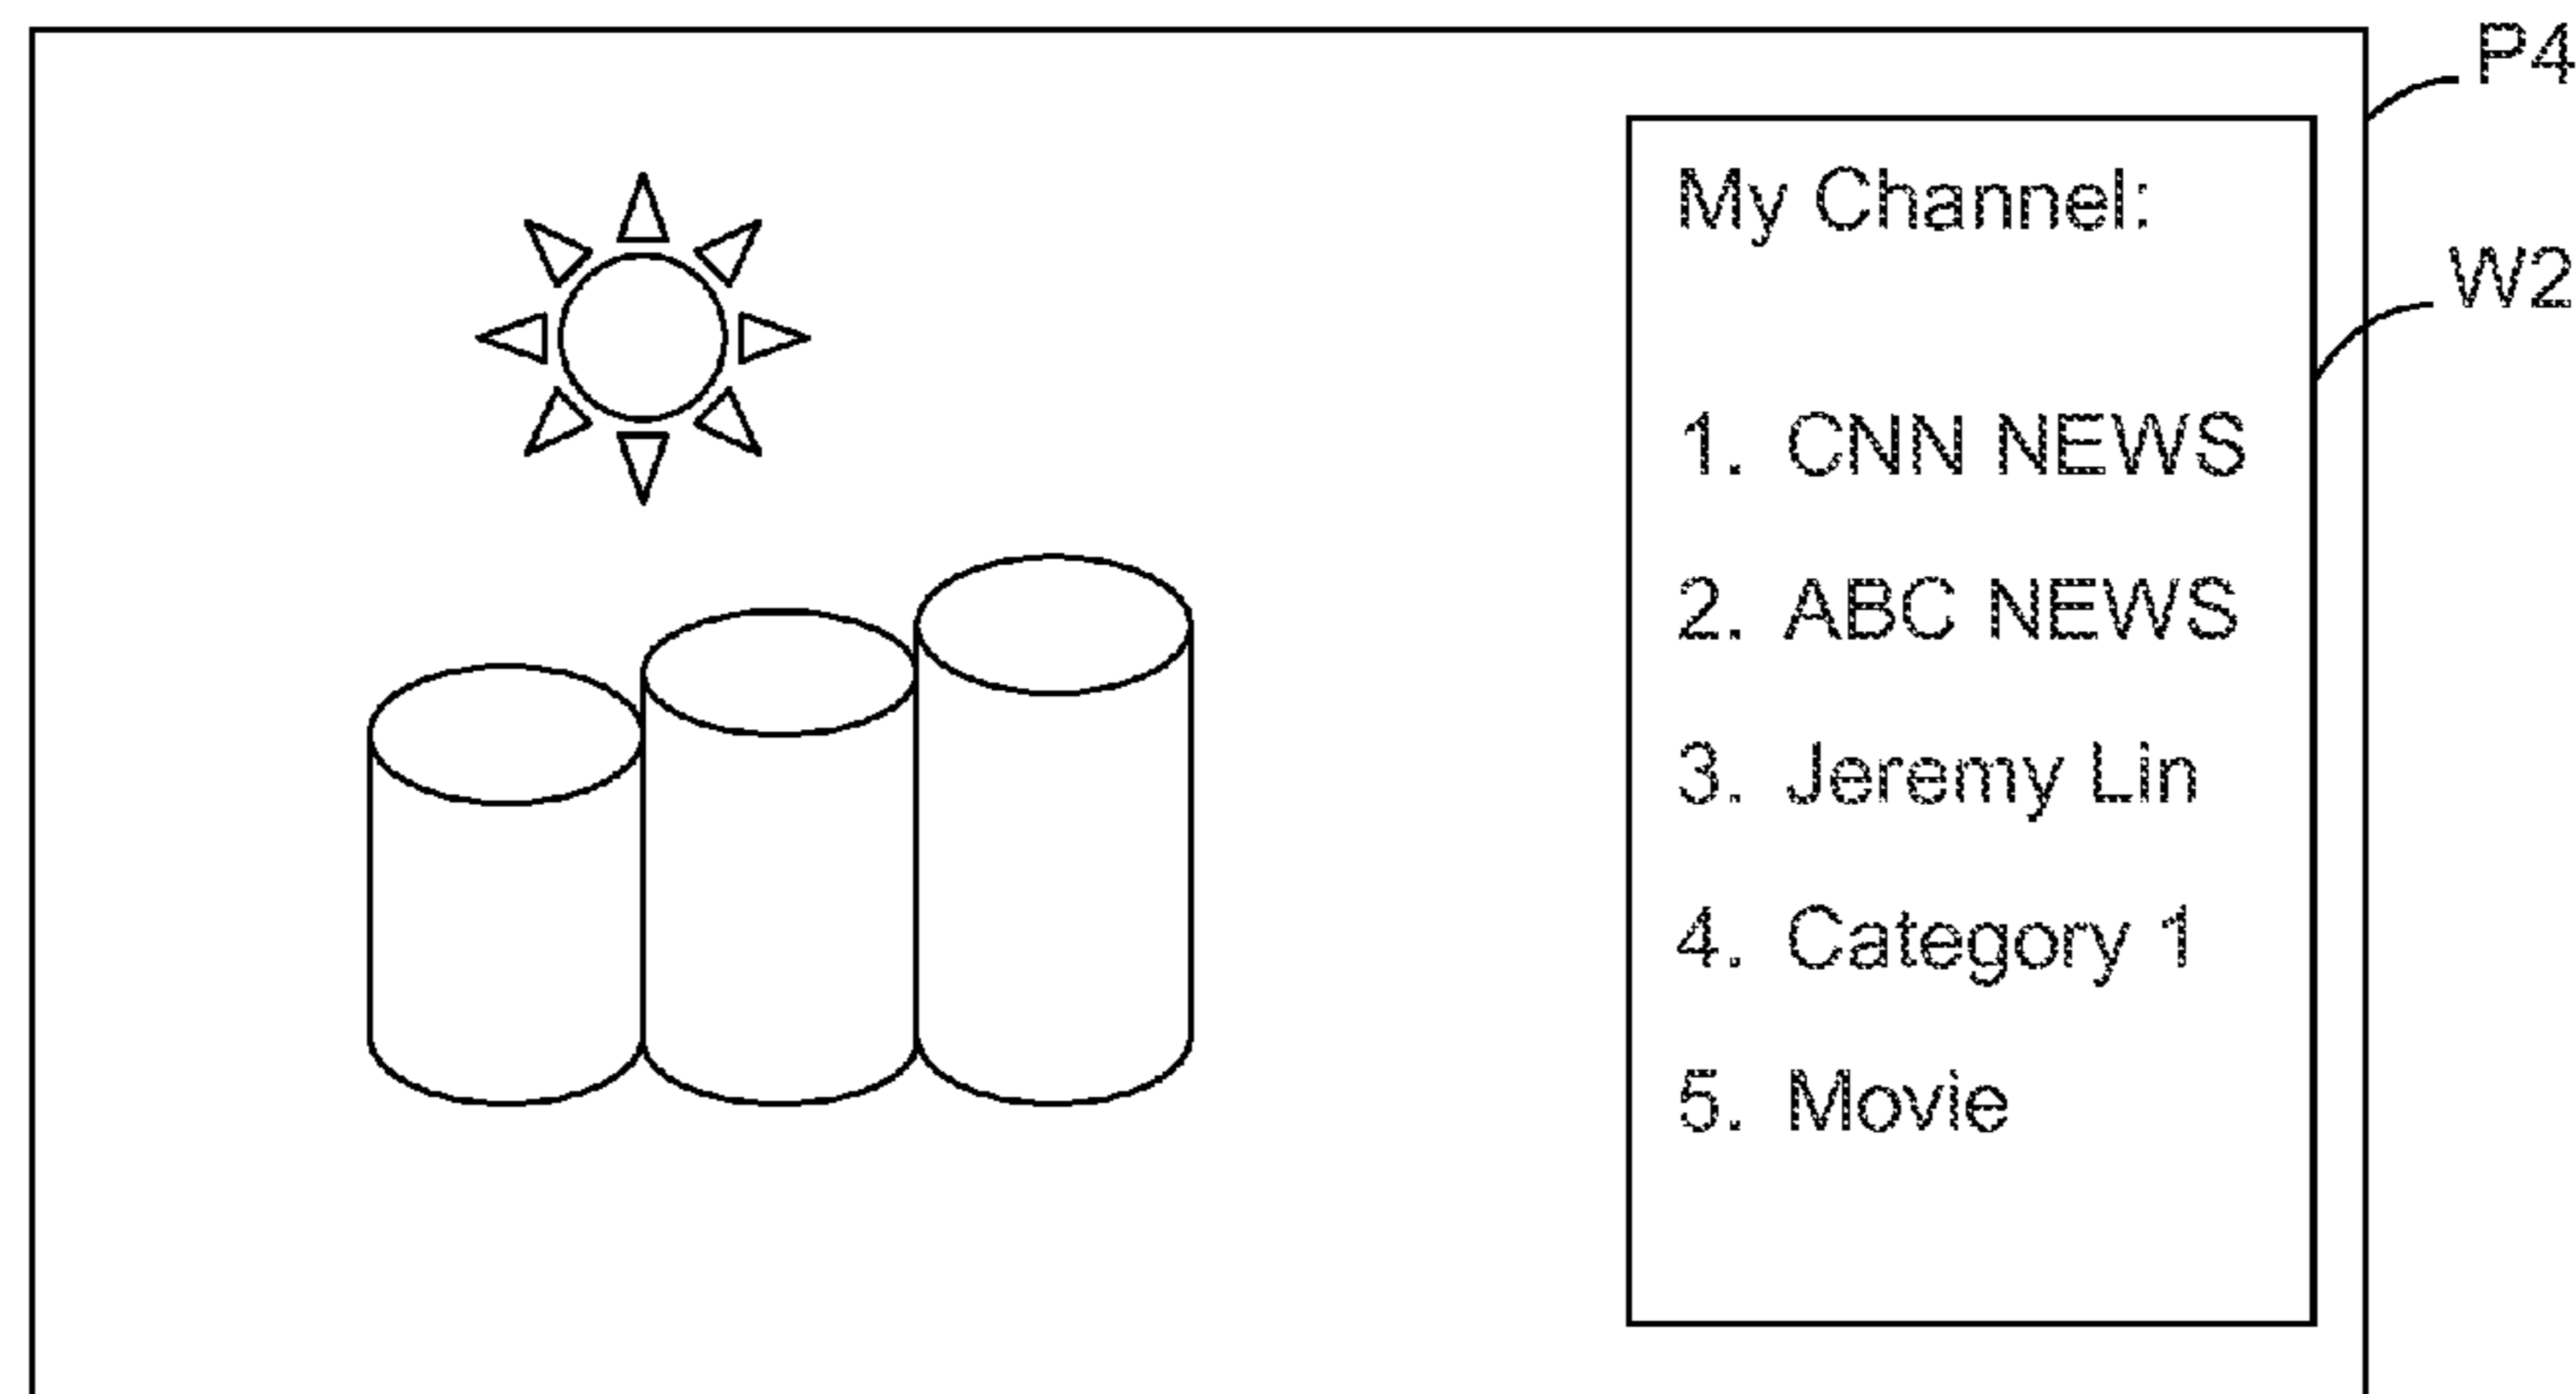 P4
My Channel:
W2
1. CNN NEWS
2. ABC NEWS
3. Jeremy Lin
4. Category 1
5. Movie